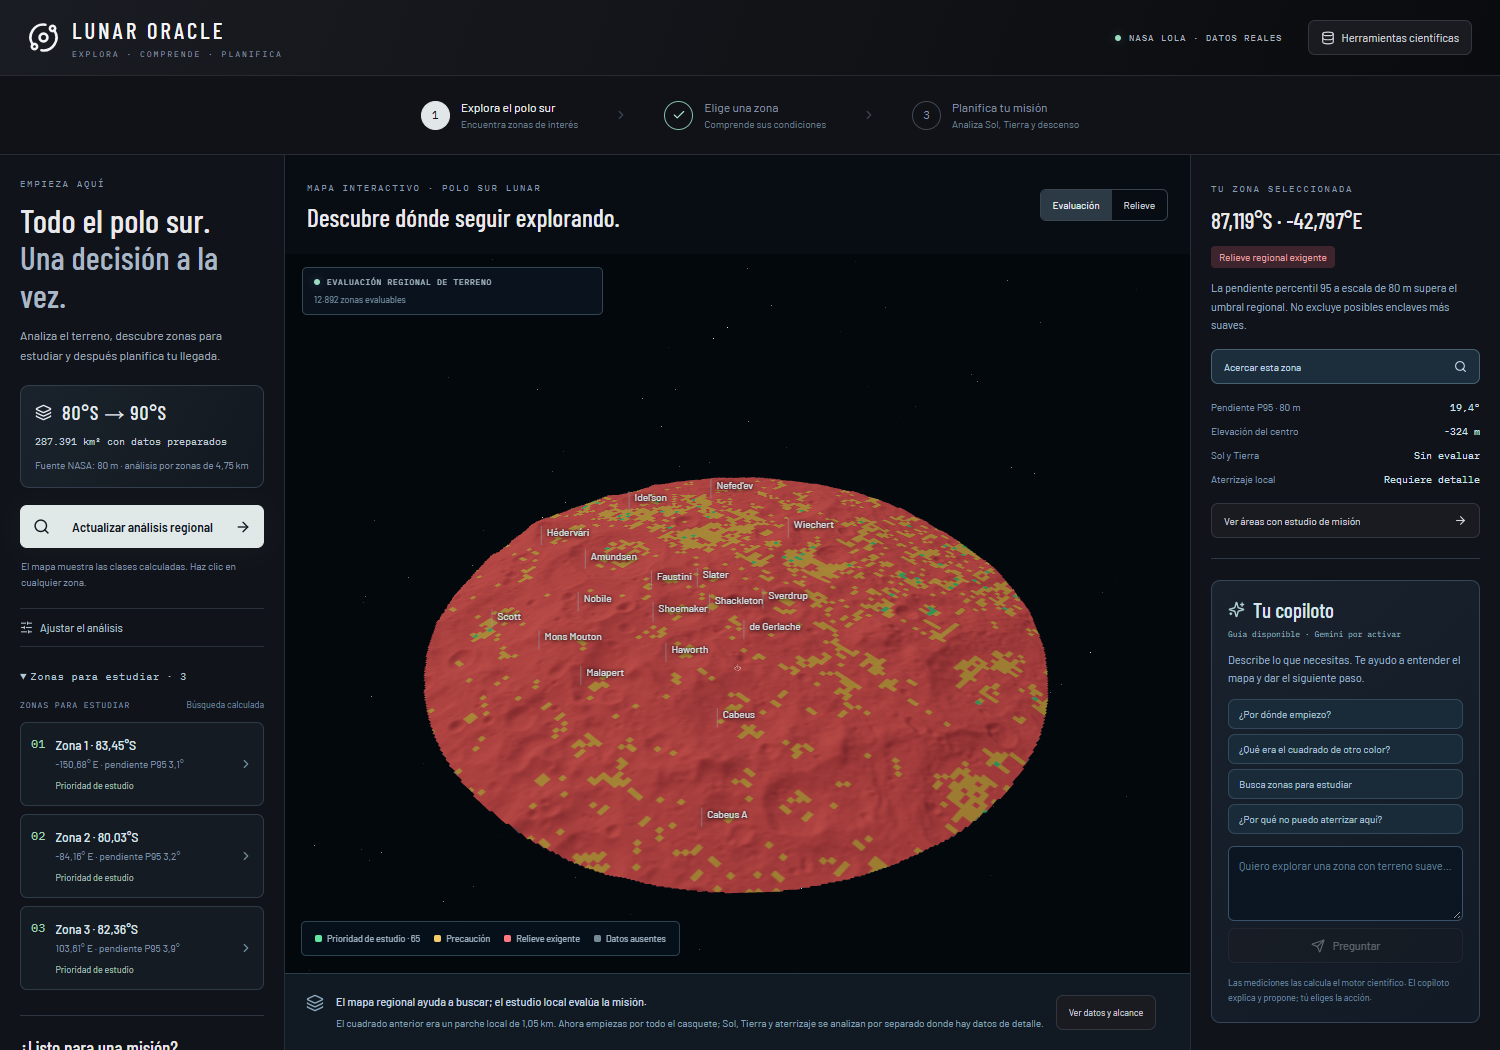 LUNAR ORACLE
EXPLORA · COMPRENDE · PLANIFICA
NASA LOLA · DATOS REALES
Herramientas científicas
1
Explora el polo sur
Encuentra zonas de interés
Elige una zona
Comprende sus condiciones
3
Planifica tu misión
Analiza Sol, Tierra y descenso
EMPIEZA AQUÍ
Todo el polo sur.
Una decisión a la
vez.
Analiza el terreno, descubre zonas para
estudiar y después planifica tu llegada.
80°S → 90°S
287.391 km² con datos preparados
Fuente NASA: 80 m · análisis por zonas de 4,75 km
Actualizar análisis regional
El mapa muestra las clases calculadas. Haz clic en
cualquier zona.
Ajustar el análisis
▼ Zonas para estudiar · 3
ZONAS PARA ESTUDIAR
Búsqueda calculada
01
Zona 1 · 83,45°S
-150,68° E · pendiente P95 3,1°
Prioridad de estudio
02
Zona 2 · 80,03°S
-84,16° E · pendiente P95 3,2°
Prioridad de estudio
03
Zona 3 · 82,36°S
103,61° E · pendiente P95 3,9°
Prioridad de estudio
¿Listo para una misión?
MAPA INTERACTIVO · POLO SUR LUNAR
Descubre dónde seguir explorando.
Evaluación
Relieve
EVALUACIÓN REGIONAL DE TERRENO
12.892 zonas evaluables
Nefed'ev
Idel'son
Wiechert
Hédervári
Amundsen
Faustini
Slater
Nobile
Shoemaker
Shackleton
Sverdrup
Scott
de Gerlache
Mons Mouton
Haworth
Malapert
Cabeus
Cabeus A
Prioridad de estudio · 65
Precaución
Relieve exigente
Datos ausentes
El mapa regional ayuda a buscar; el estudio local evalúa la misión.
El cuadrado anterior era un parche local de 1,05 km. Ahora empiezas por todo el casquete; Sol, Tierra y aterrizaje se analizan por separado donde hay datos de detalle.
Ver datos y alcance
TU ZONA SELECCIONADA
87,119°S · -42,797°E
Relieve regional exigente
La pendiente percentil 95 a escala de 80 m supera el
umbral regional. No excluye posibles enclaves más
suaves.
Acercar esta zona
Pendiente P95 · 80 m
19,4°
Elevación del centro
-324 m
Sol y Tierra
Sin evaluar
Aterrizaje local
Requiere detalle
Ver áreas con estudio de misión
Tu copiloto
Guía disponible · Gemini por activar
Describe lo que necesitas. Te ayudo a entender el
mapa y dar el siguiente paso.
¿Por dónde empiezo?
¿Qué era el cuadrado de otro color?
Busca zonas para estudiar
¿Por qué no puedo aterrizar aquí?
Quiero explorar una zona con terreno suave...
Preguntar
Las mediciones las calcula el motor científico. El copiloto
explica y propone; tú eliges la acción.